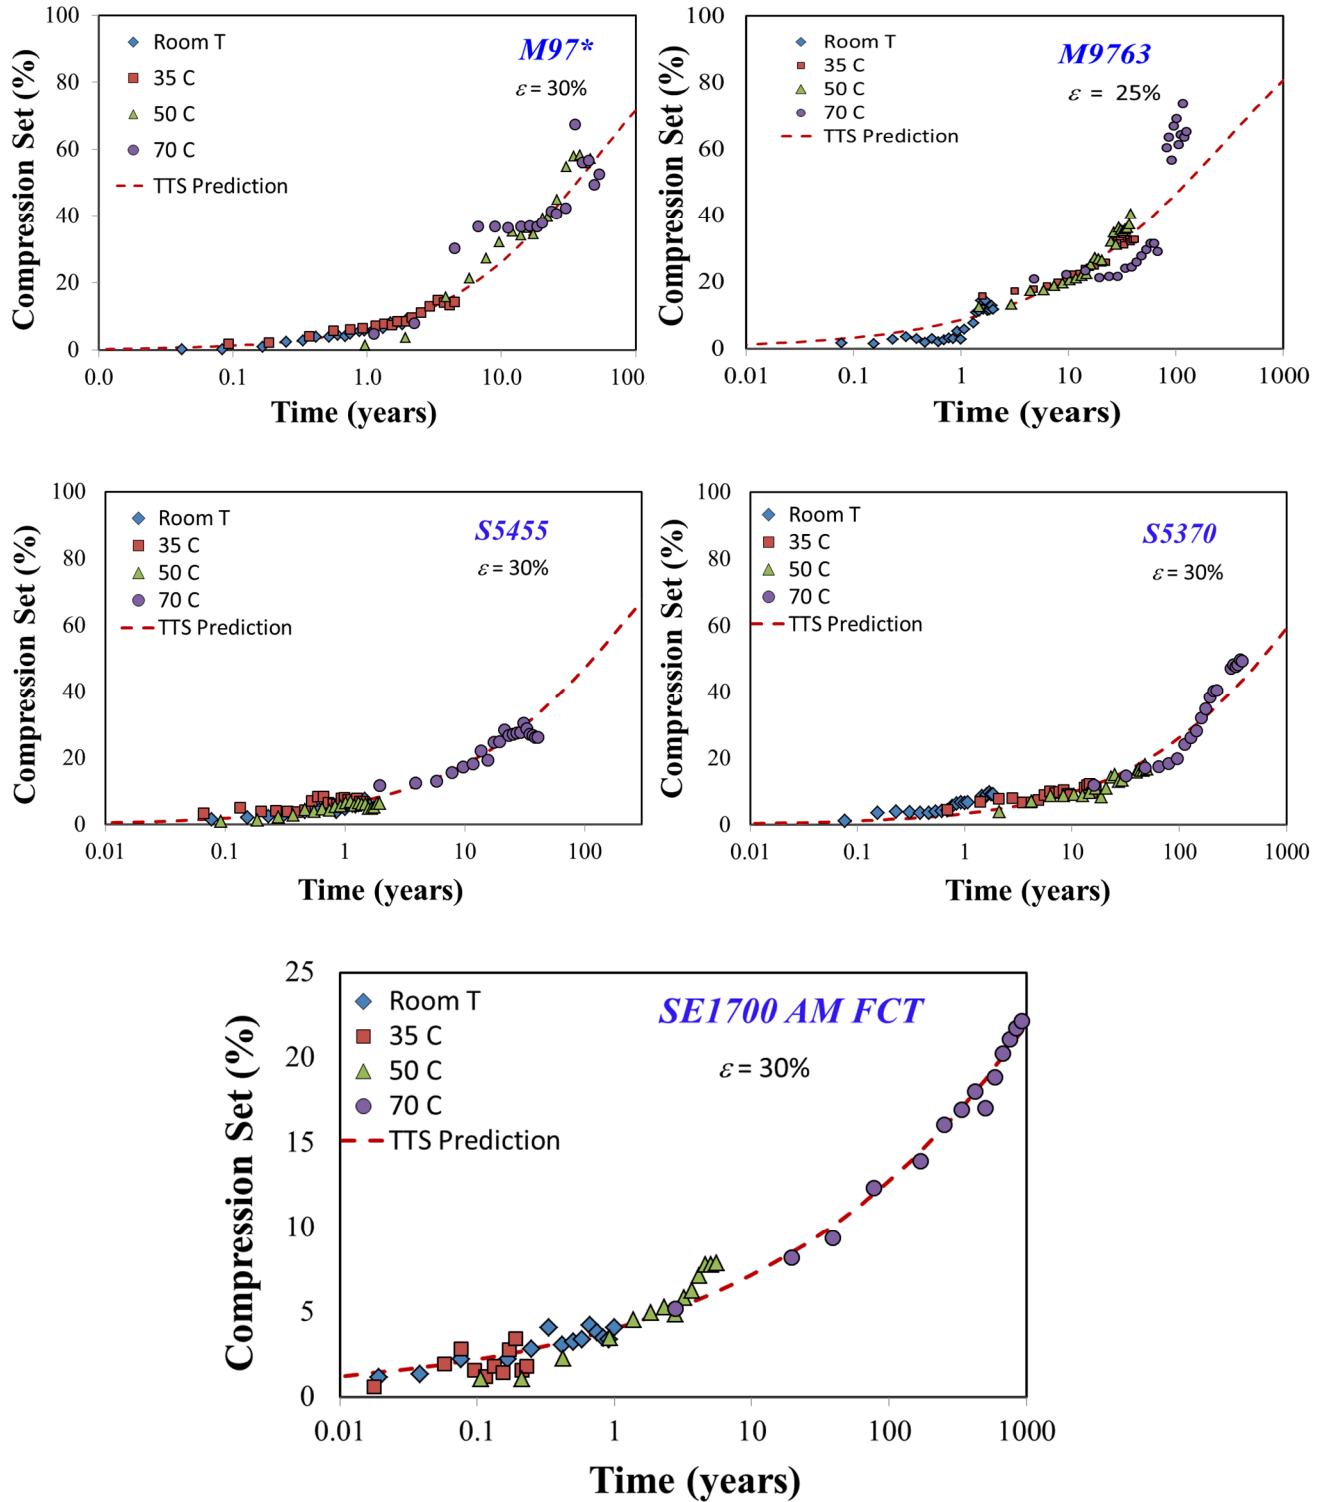 100
80
60
40
20
0
Compression Set (%)
Room T
35 C
50 C
70 C
TTS Prediction
M97*
ε = 30%
0.0
0.1
1.0
10.0
100.
Time (years)
100
80
60
40
20
0
Compression Set (%)
Room T
35 C
50 C
70 C
TTS Prediction
M9763
ε = 25%
0.01
0.1
1
10
100
1000
Time (years)
100
80
60
40
20
0
Compression Set (%)
Room T
35 C
50 C
70 C
TTS Prediction
S5455
ε = 30%
0.01
0.1
1
10
100
Time (years)
100
80
60
40
20
0
Compression Set (%)
Room T
35 C
50 C
70 C
TTS Prediction
S5370
ε = 30%
0.01
0.1
1
10
100
1000
Time (years)
25
20
15
10
5
0
Compression Set (%)
Room T
35 C
50 C
70 C
TTS Prediction
SE1700 AM FCT
ε = 30%
0.01
0.1
1
10
100
1000
Time (years)